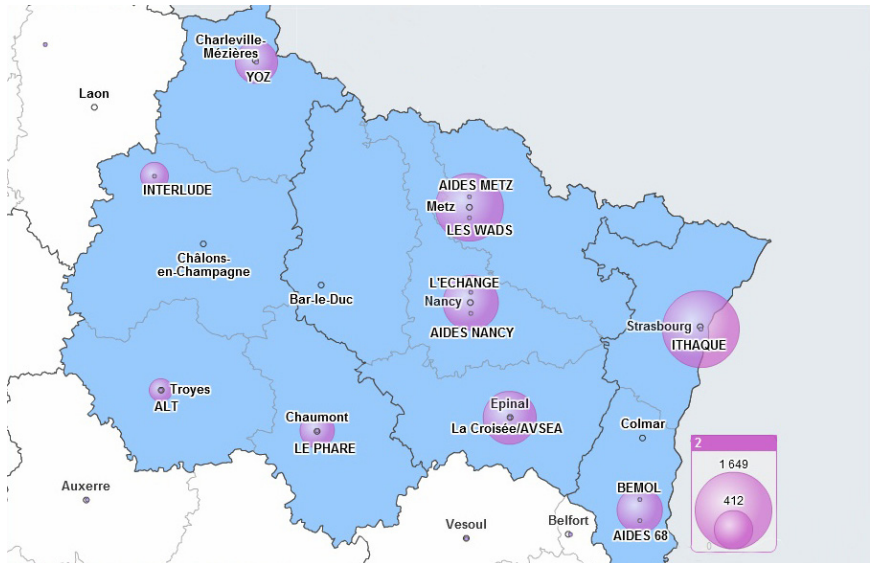 Charleville-
Mézières
YOZ
Laon
INTERLUDE
AIDES METZ
Metz
LES WADS
Châlons-
en-Champagne
L'ECHANGE
Bar-le-Duc
Nancy
AIDES NANCY
Strasbourg
ITHAQUE
Troyes
ALT
Chaumont
LE PHARE
Epinal
La Croisée/AVSEA
Colmar
2
1 649
412
0
Auxerre
BEMOL
AIDES 68
Vesoul
Belfort